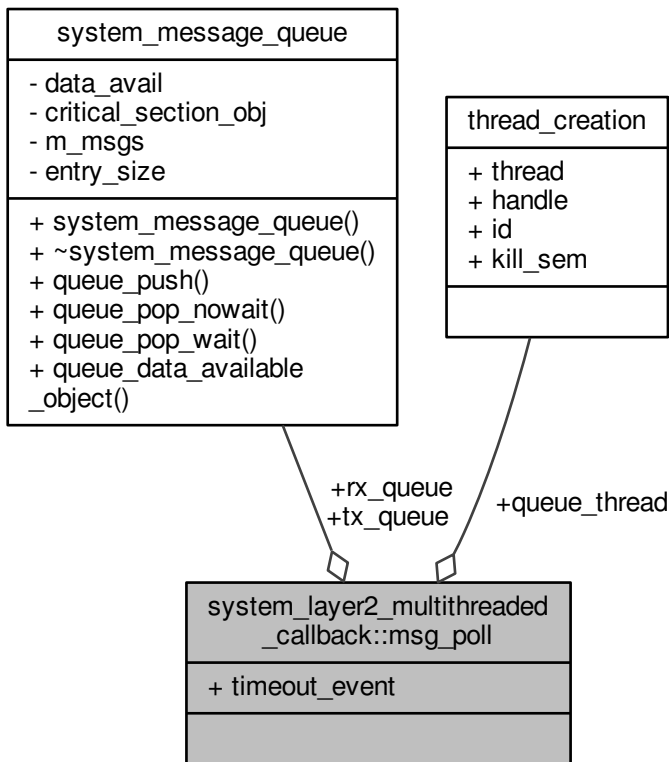 system_message_queue
- data_avail
- critical_section_obj
- m_msgs
- entry_size
+ system_message_queue()
+ ~system_message_queue()
+ queue_push()
+ queue_pop_nowait()
+ queue_pop_wait()
+ queue_data_available
_object()
thread_creation
+ thread
+ handle
+ id
+ kill_sem
+rx_queue
+tx_queue
+queue_thread
system_layer2_multithreaded
_callback::msg_poll
+ timeout_event